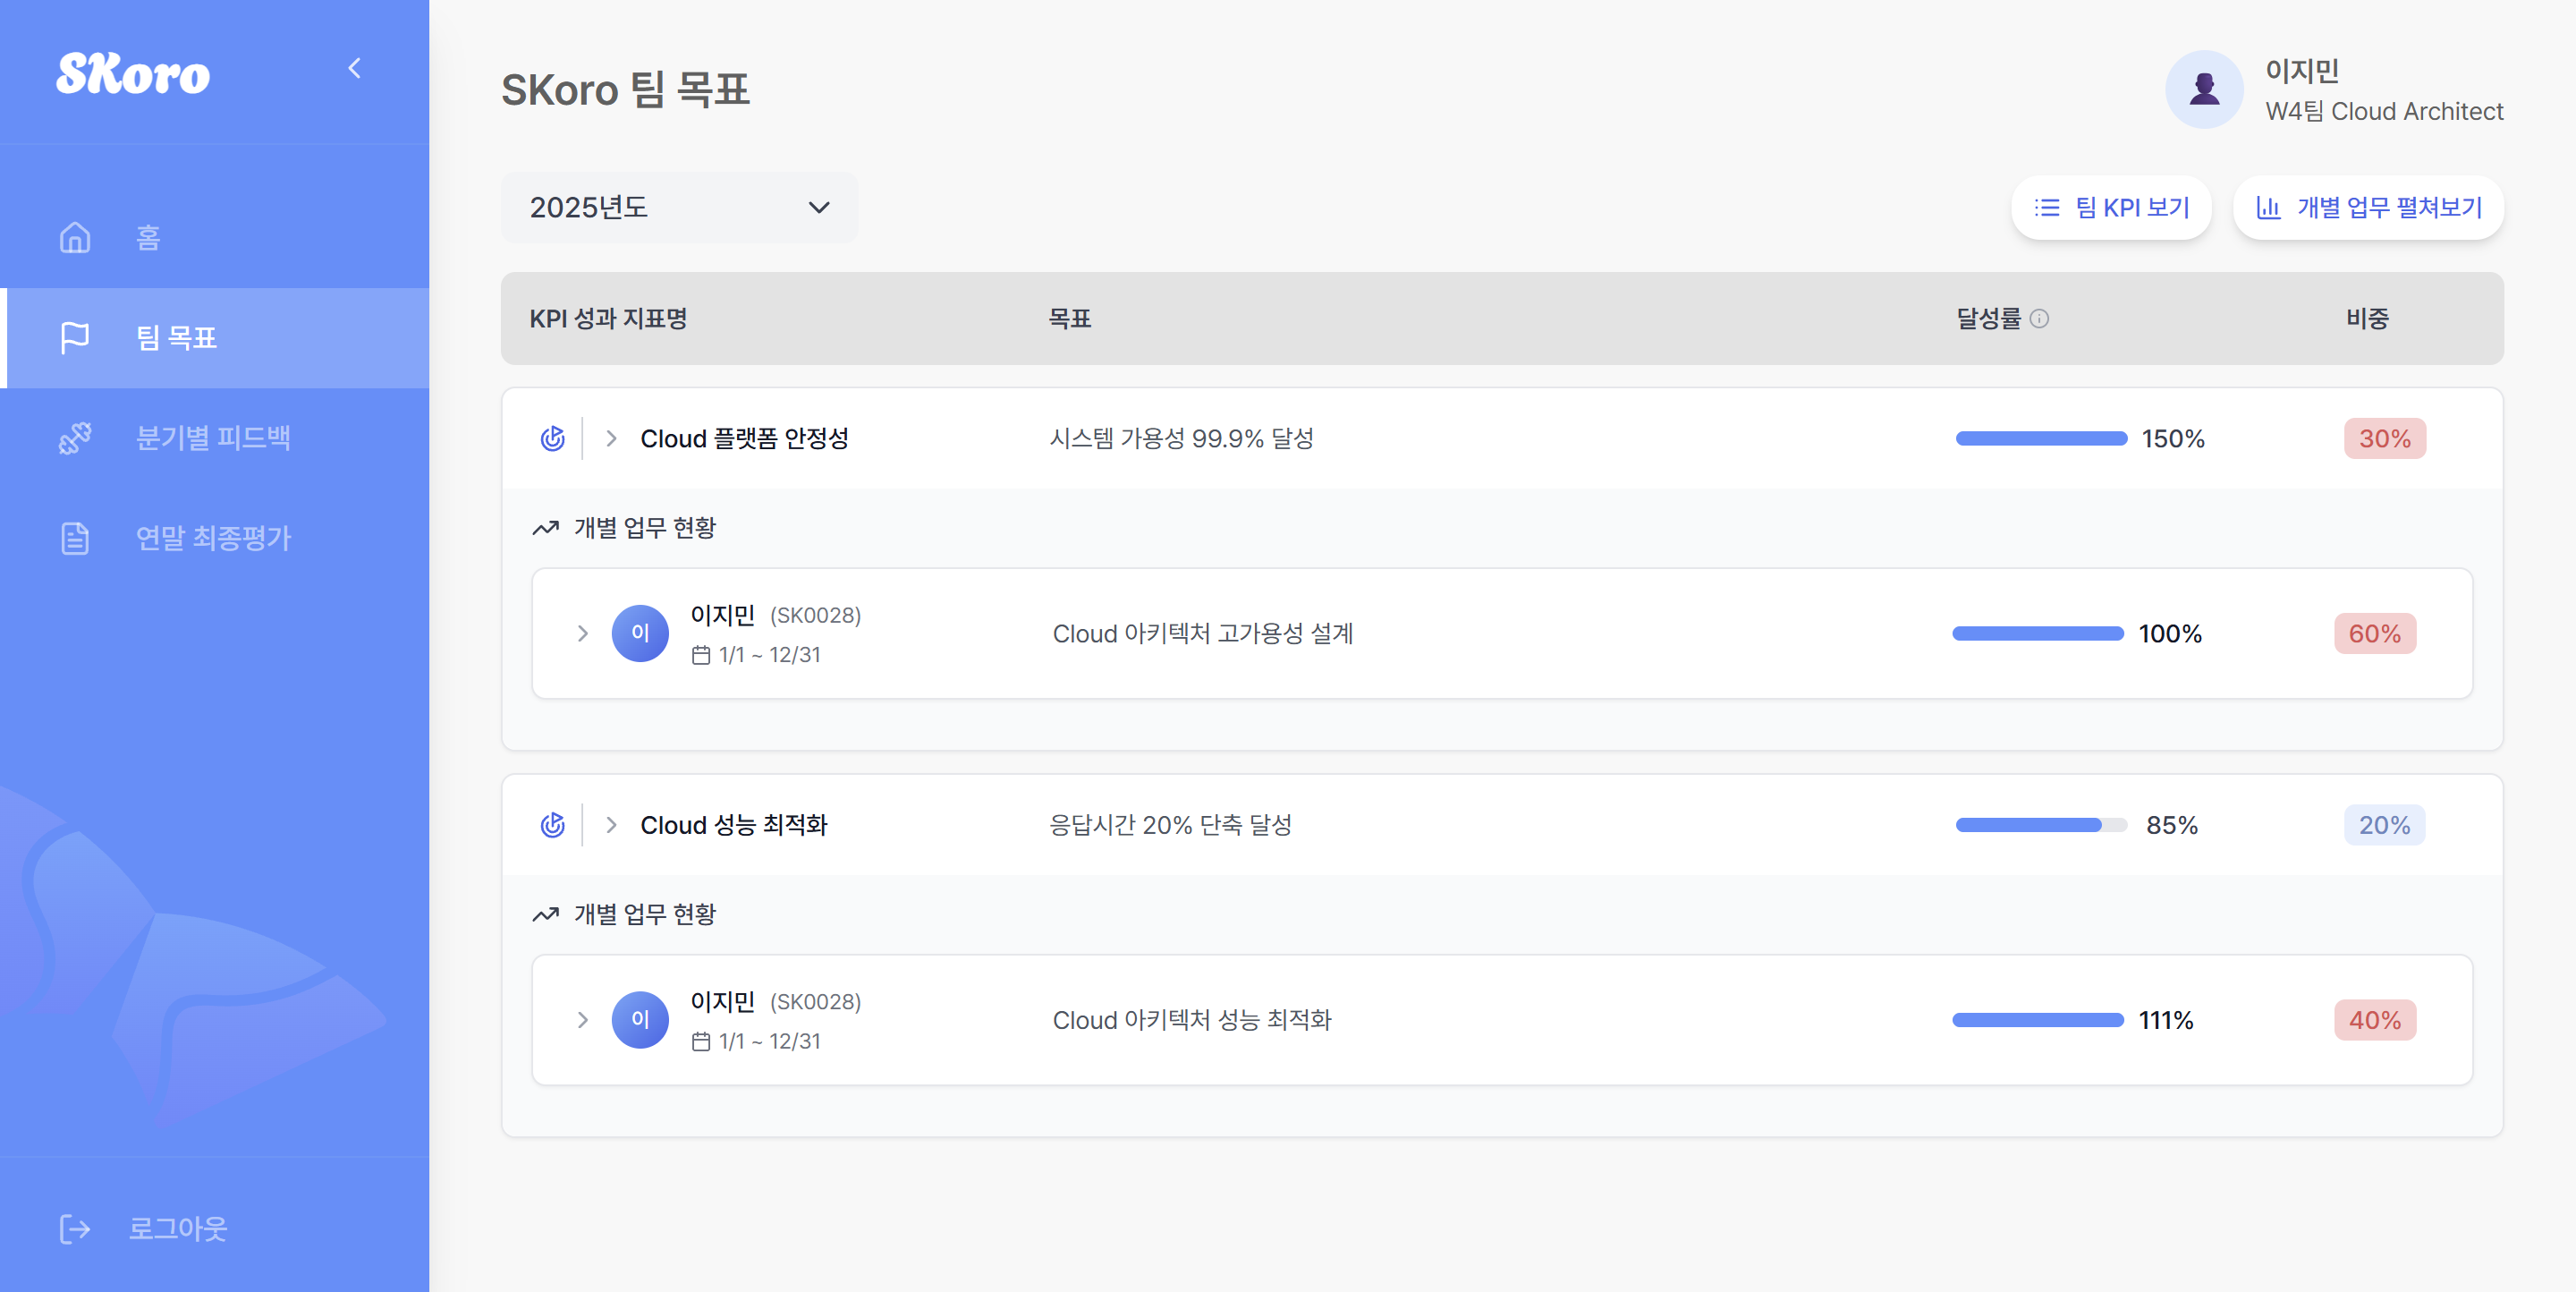 SKoro
홈
팀 목표
분기별 피드백
연말 최종평가
로그아웃
SKoro 팀 목표
이지민
W4팀 Cloud Architect
2025년도
팀 KPI 보기
개별 업무 펼쳐보기
KPI 성과 지표명 목표 달성률 비중
Cloud 플랫폼 안정성 시스템 가용성 99.9% 달성 150% 30%
개별 업무 현황
이 이지민 (SK0028) Cloud 아키텍처 고가용성 설계 100% 60%
1/1 ~ 12/31
Cloud 성능 최적화 응답시간 20% 단축 달성 85% 20%
개별 업무 현황
이 이지민 (SK0028) Cloud 아키텍처 성능 최적화 111% 40%
1/1 ~ 12/31